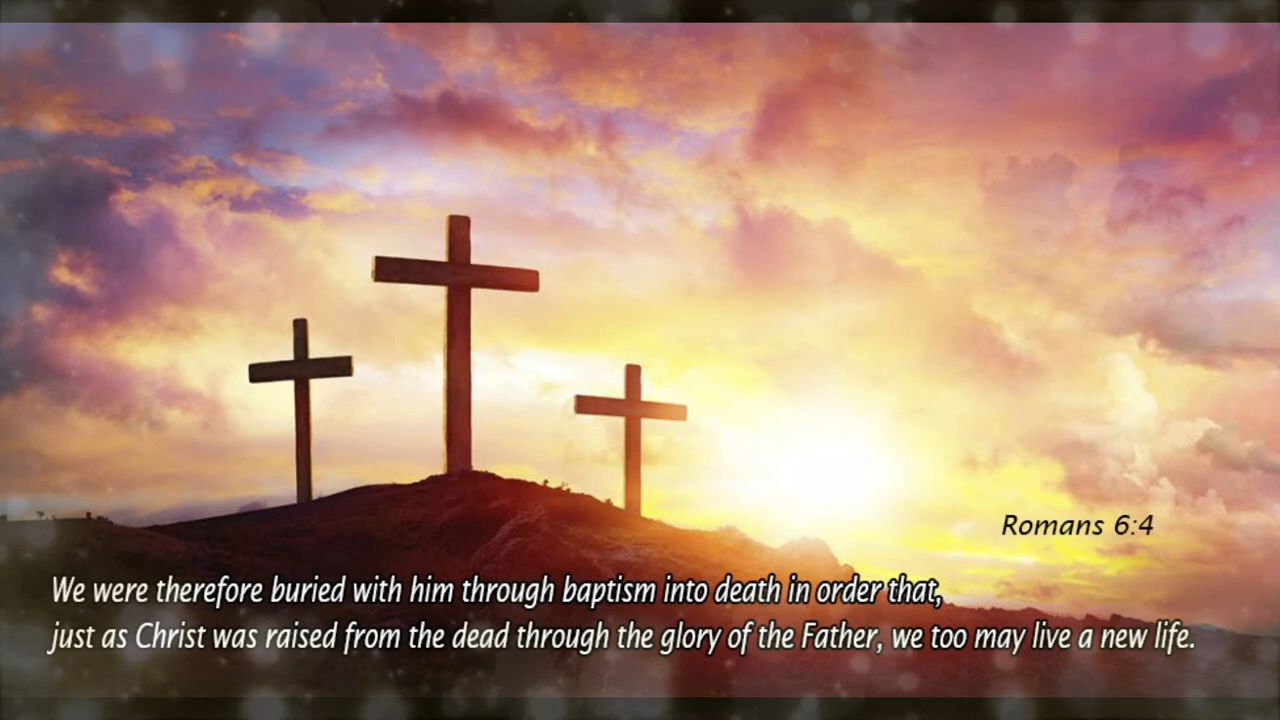 Romans 6:4
We were therefore buried with him through baptism into death in order that,
just as Christ was raised from the dead through the glory of the Father, we too may live a new life.